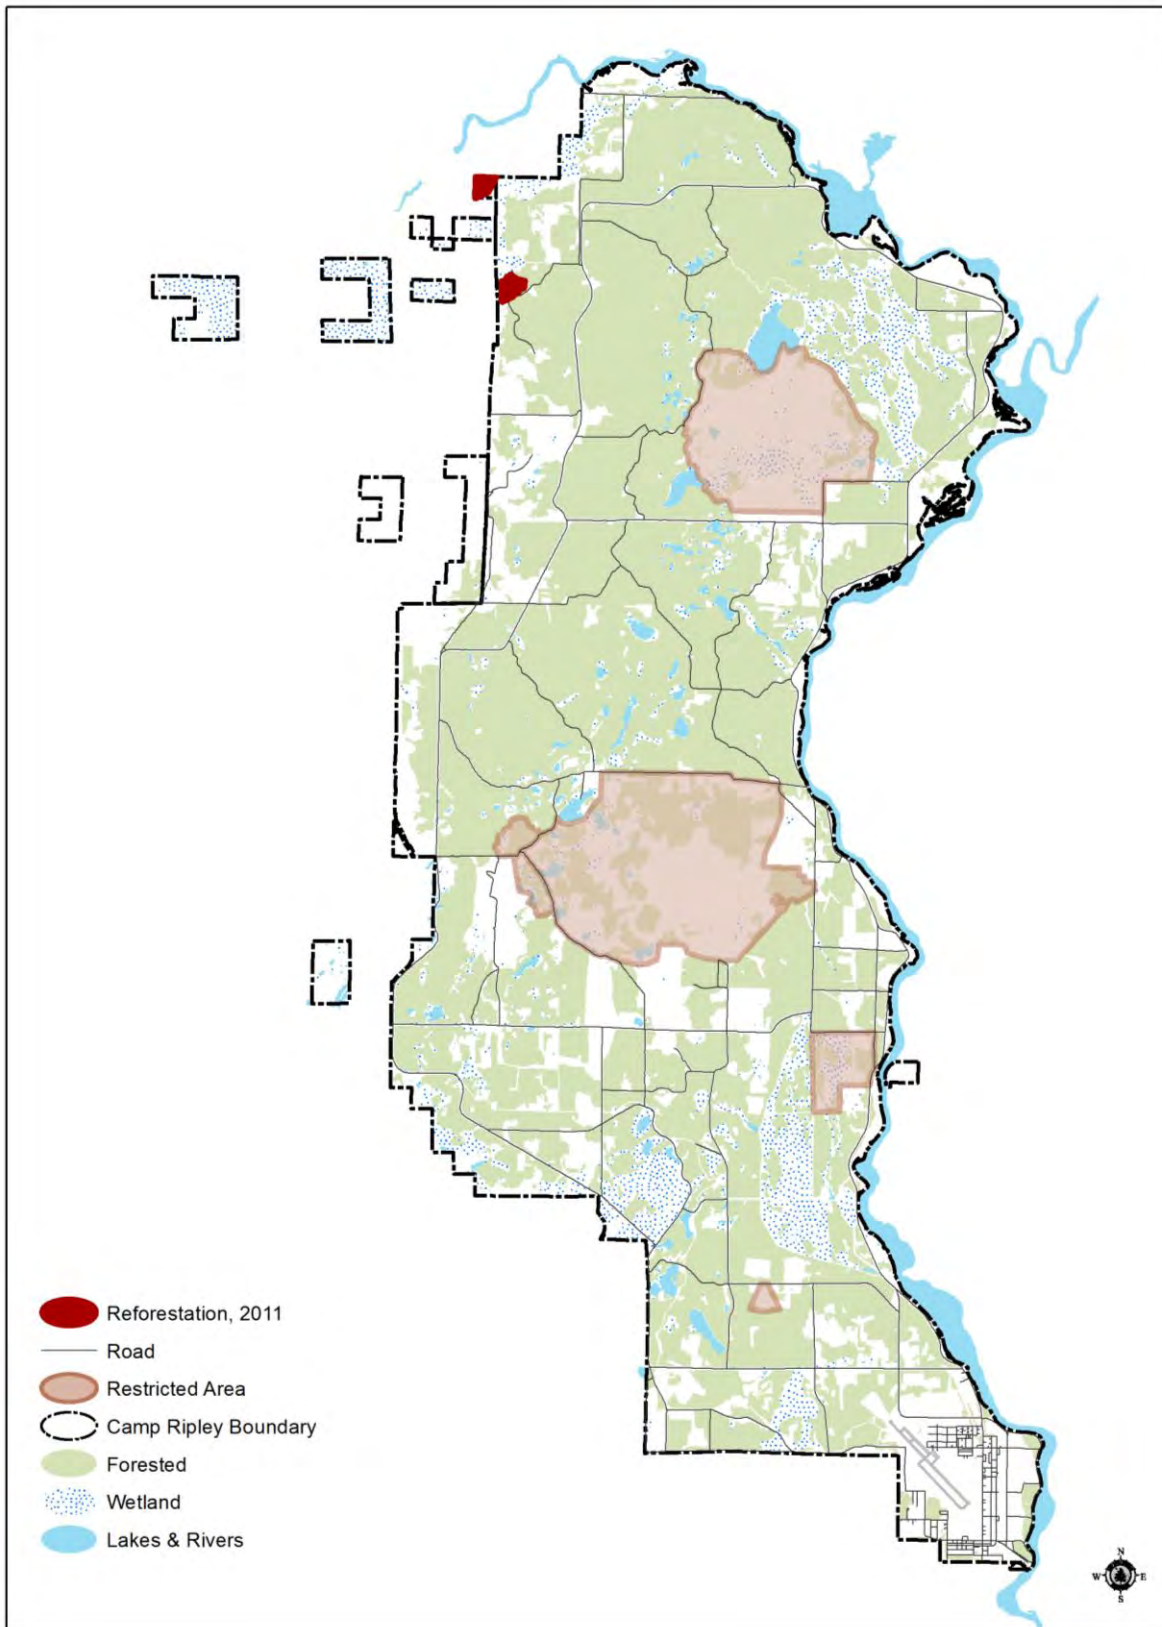 Reforestation, 2011
Road
Restricted Area
Camp Ripley Boundary
Forested
Wetland
Lakes & Rivers
N
W E
S